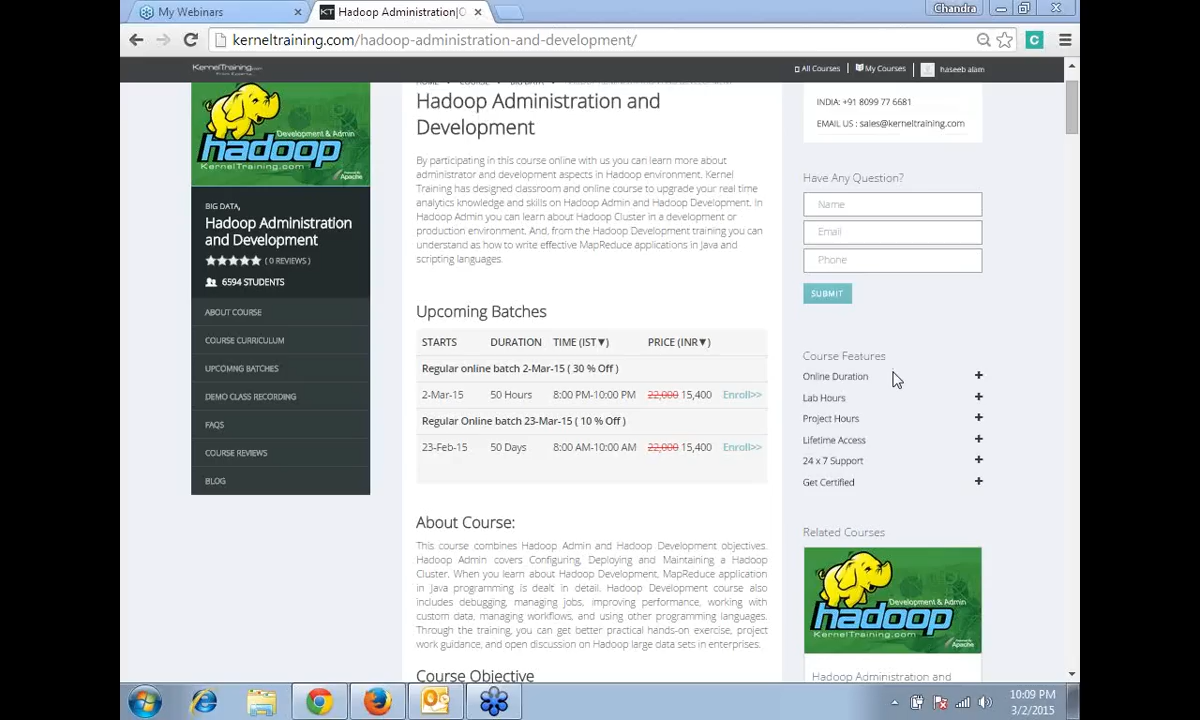 My Webinars
Hadoop Administration|O
Chandra
kerneltraining.com/hadoop-administration-and-development/
KernelTraining.com
All Courses
My Courses
haseeb alam
Development & Admin
hadoop
KernelTraining.com
Apache
BIG DATA,
Hadoop Administration
and Development
( 0 REVIEWS )
6594 STUDENTS
ABOUT COURSE
COURSE CURRICULUM
UPCOMNG BATCHES
DEMO CLASS RECORDING
FAQS
COURSE REVIEWS
BLOG
Hadoop Administration and
Development
By participating in this course online with us you can learn more about
administrator and development aspects in Hadoop environment. Kernel
Training has designed classroom and online course to upgrade your real time
analytics knowledge and skills on Hadoop Admin and Hadoop Development. In
Hadoop Admin you can learn about Hadoop Cluster in a development or
production environment. And, from the Hadoop Development training you can
understand as how to write effective MapReduce applications in Java and
scripting languages.
Upcoming Batches
STARTS DURATION TIME (IST▼) PRICE (INR▼)
Regular online batch 2-Mar-15 ( 30 % Off )
2-Mar-15 50 Hours 8:00 PM-10:00 PM 22,000 15,400 Enroll>>
Regular Online batch 23-Mar-15 ( 10 % Off )
23-Feb-15 50 Days 8:00 AM-10:00 AM 22,000 15,400 Enroll>>
About Course:
This course combines Hadoop Admin and Hadoop Development objectives.
Hadoop Admin covers Configuring, Deploying and Maintaining a Hadoop
Cluster. When you learn about Hadoop Development, MapReduce application
in Java programming is dealt in detail. Hadoop Development course also
includes debugging, managing jobs, improving performance, working with
custom data, managing workflows, and using other programming languages.
Through the training, you can get better practical hands-on exercise, project
work guidance, and open discussion on Hadoop large data sets in enterprises.
Course Objective
INDIA: +91 8099 77 6681
EMAIL US : sales@kerneltraining.com
Have Any Question?
Name
Email
Phone
SUBMIT
Course Features
Online Duration +
Lab Hours +
Project Hours +
Lifetime Access +
24 x 7 Support +
Get Certified +
Related Courses
Development & Admin
hadoop
KernelTraining.com
Apache
Hadoop Administration and
10:09 PM
3/2/2015